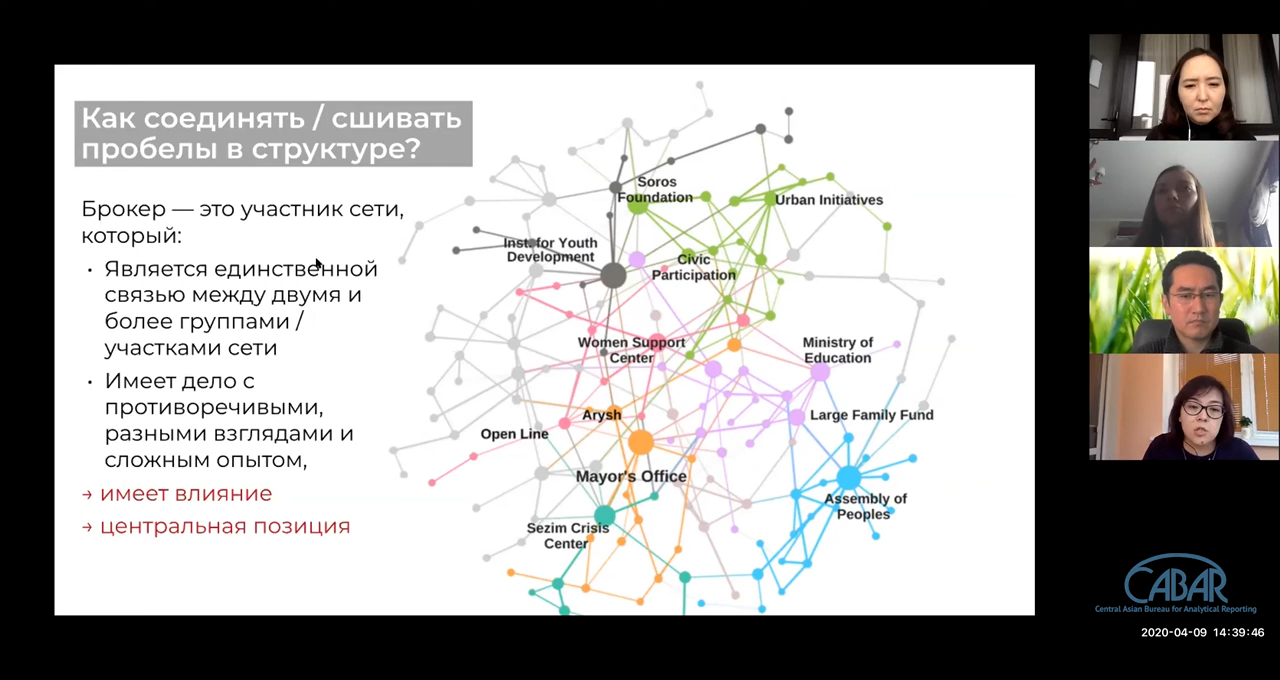 Как соединять / сшивать
пробелы в структуре?
Брокер — это участник сети,
который:
• Является единственной
связью между двумя и
более группами /
участками сети
• Имеет дело с
противоречивыми,
разными взглядами и
сложным опытом,
→ имеет влияние
→ центральная позиция
Soros
Foundation
Urban Initiatives
Inst. for Youth
Development
Civic
Participation
Women Support
Center
Ministry of
Education
Arysh
Large Family Fund
Open Line
Mayor's Office
Assembly of
Peoples
Sezim Crisis
Center
CABAR
Central Asian Bureau for Analytical Reporting
2020-04-09 14:39:46